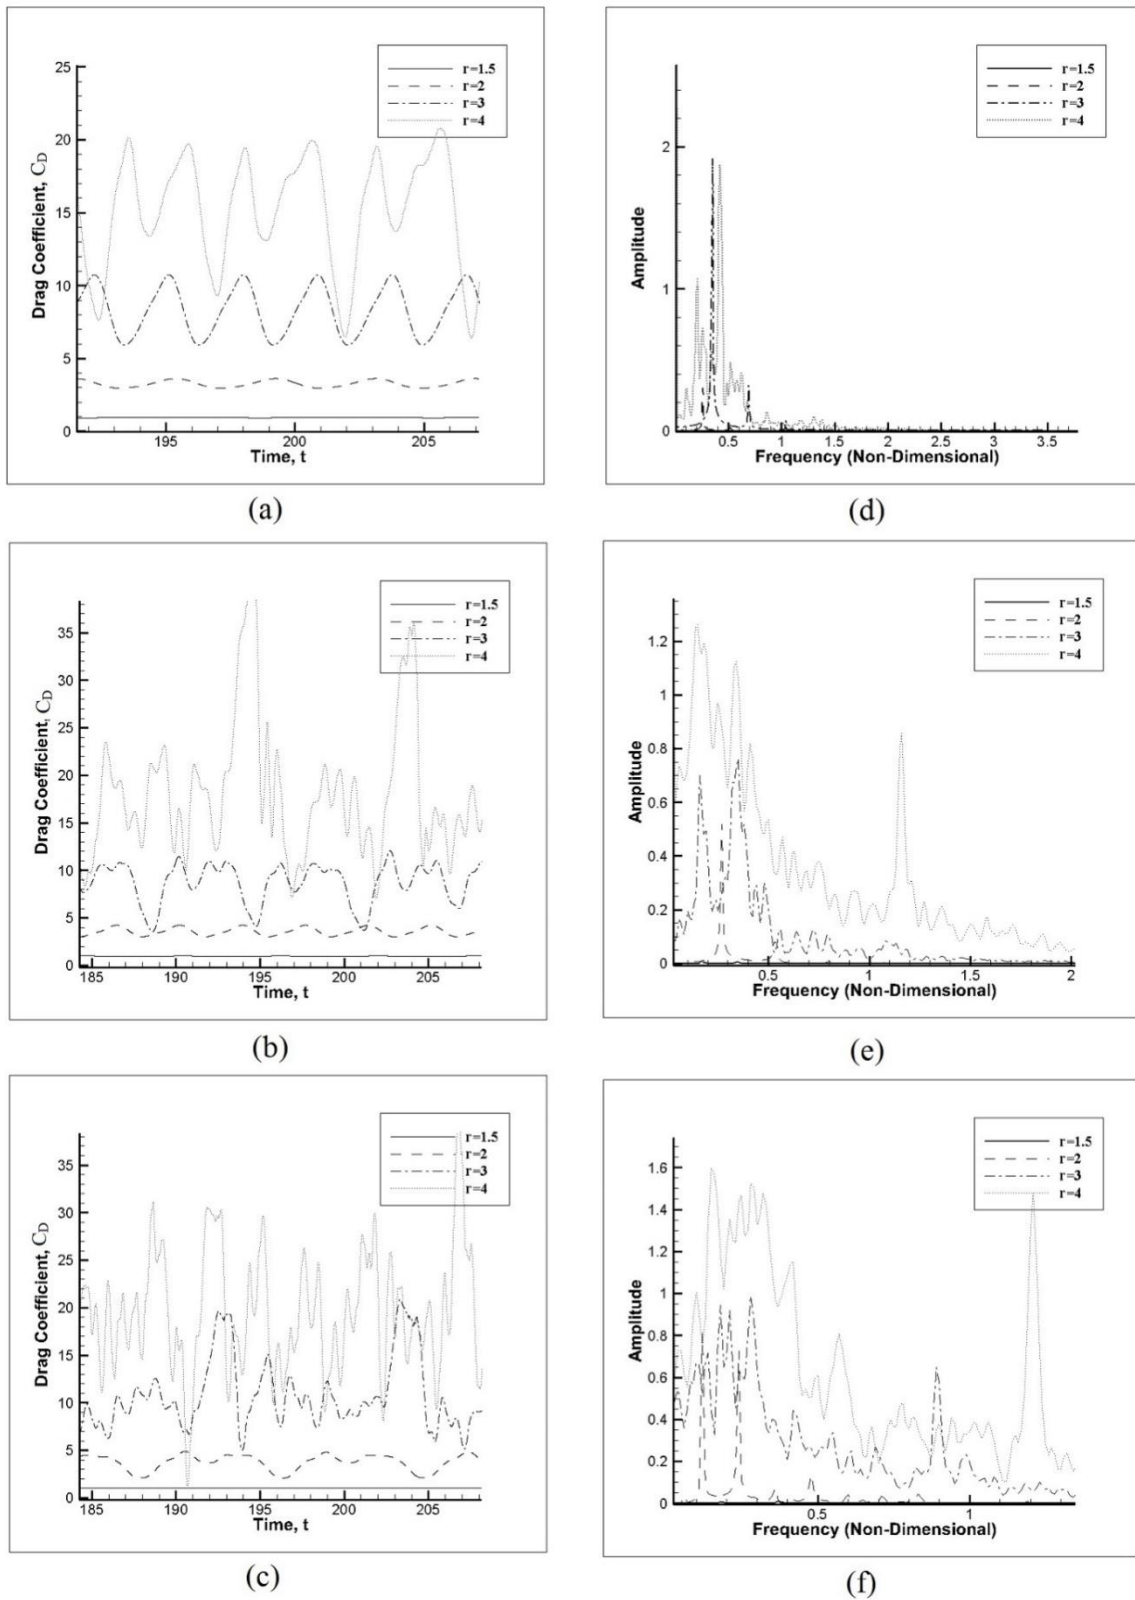 25
20
15
10
5
0
Drag Coefficient, CD
r=1.5
r=2
r=3
r=4
195
200
205
Time, t
(a)
2
1
0
Amplitude
r=1.5
r=2
r=3
r=4
0.5
1
1.5
2
2.5
3
3.5
Frequency (Non-Dimensional)
(d)
35
30
25
20
15
10
5
0
Drag Coefficient, CD
r=1.5
r=2
r=3
r=4
185
190
195
200
205
Time, t
(b)
1.2
1
0.8
0.6
0.4
0.2
0
Amplitude
r=1.5
r=2
r=3
r=4
0.5
1
1.5
2
Frequency (Non-Dimensional)
(e)
35
30
25
20
15
10
5
0
Drag Coefficient, CD
r=1.5
r=2
r=3
r=4
185
190
195
200
205
Time, t
(c)
1.6
1.4
1.2
1
0.8
0.6
0.4
0.2
0
Amplitude
r=1.5
r=2
r=3
r=4
0.5
1
Frequency (Non-Dimensional)
(f)